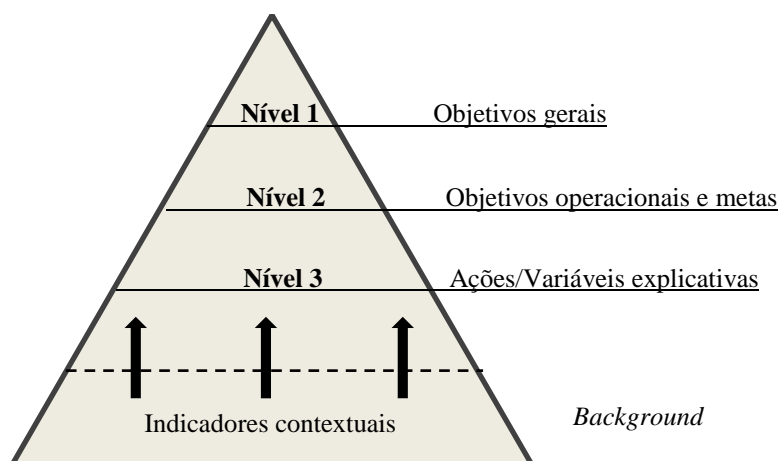 Nível 1 Objetivos gerais
Nível 2 Objetivos operacionais e metas
Nível 3 Ações/Variáveis explicativas
Indicadores contextuais Background